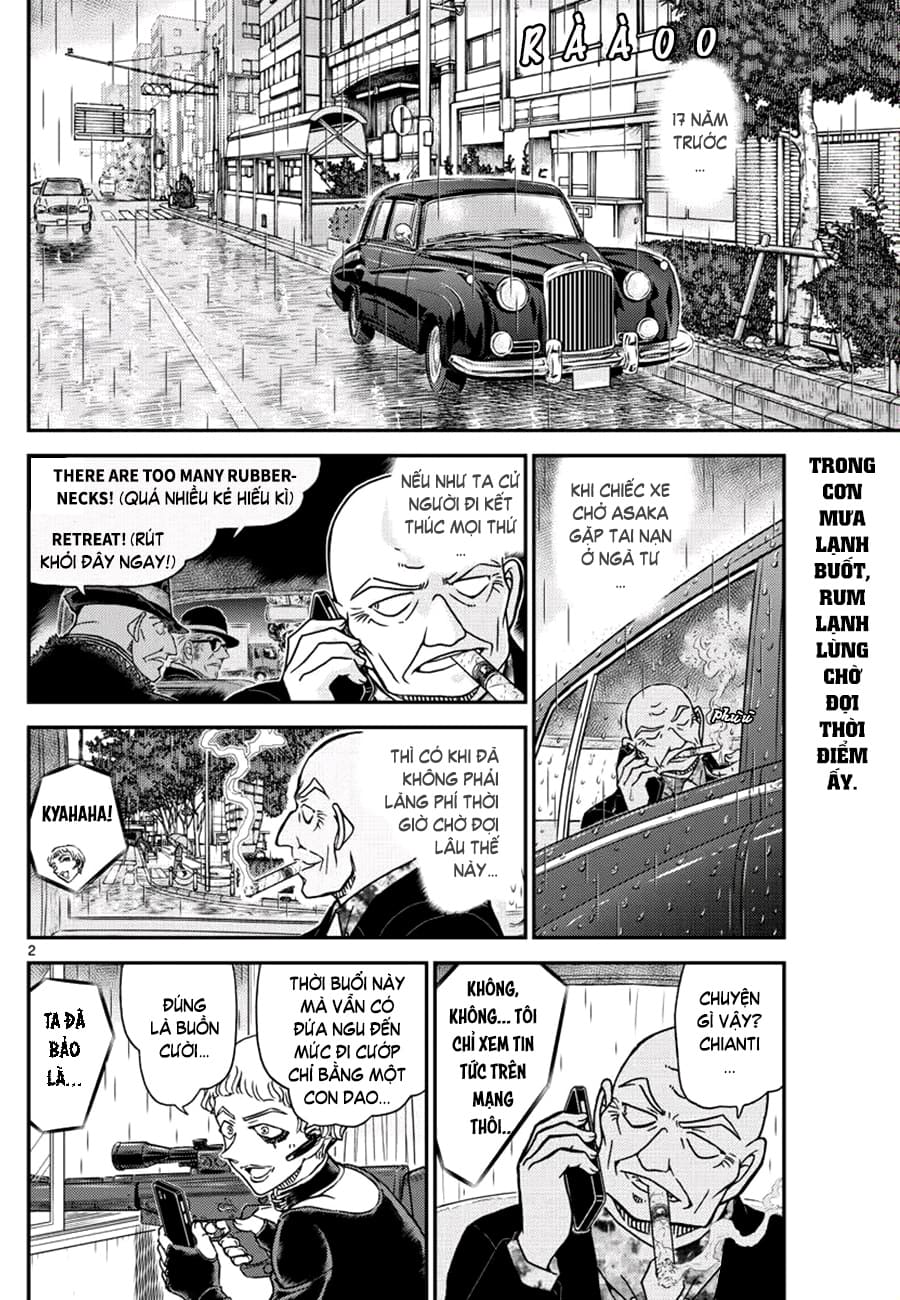 RÀÀOO
17 NĂM
TRƯỚC
...
TRONG
CƠN
MƯA
LẠNH
BUỐT,
RUM
LẠNH
LÙNG
CHỜ
ĐỢI
THỜI
ĐIỂM
ẤY.
KHI CHIẾC XE
CHỞ ASAKA
GẶP TAI NẠN
Ở NGÃ TƯ
...
phừừ
NẾU NHƯ TA CỬ
NGƯỜI ĐI KẾT
THÚC MỌI THỨ
...
THERE ARE TOO MANY RUBBER-
NECKS! (QUÁ NHIỀU KẺ HIẾU KÌ)
RETREAT! (RÚT
KHỎI ĐÂY NGAY!)
THÌ CÓ KHI ĐÃ
KHÔNG PHẢI
LÃNG PHÍ THỜI
GIỜ CHỜ ĐỢI
LÂU THẾ
NÀY...
KYAHAHA!
2
CHUYỆN
GÌ VẬY?
CHIANTI
...
KHÔNG,
KHÔNG... TÔI
CHỈ XEM TIN
TỨC TRÊN
MẠNG
THÔI..
THỜI BUỔI NÀY
MÀ VẪN CÓ
ĐỨA NGU ĐẾN
MỨC ĐI CƯỚP
CHỈ BẰNG MỘT
CON DAO...
ĐÚNG
LÀ BUỒN
CƯỜI...
TA ĐÃ
BẢO
LÀ...